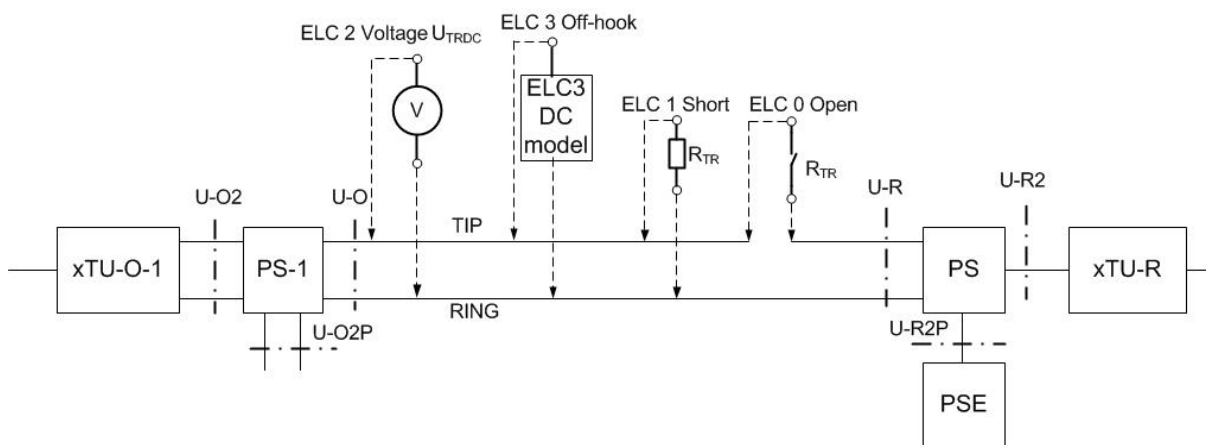 ELC 2 Voltage UTRDC
ELC 3 Off-hook
V
ELC3
DC
model
ELC 1 Short
RTR
ELC 0 Open
RTR
U-O2
U-O
TIP
U-R
U-R2
xTU-O-1
PS-1
PS
xTU-R
RING
U-O2P
U-R2P
PSE